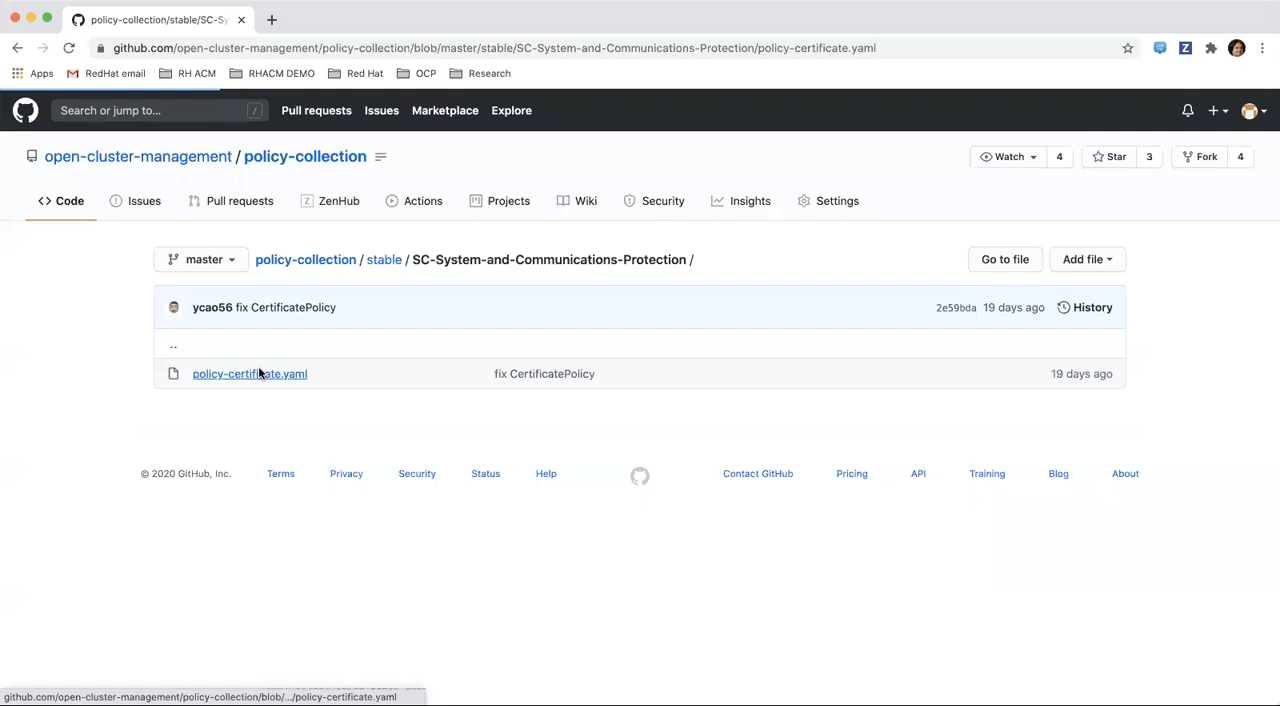 policy-collection/stable/SC-Sy
github.com/open-cluster-management/policy-collection/blob/master/stable/SC-System-and-Communications-Protection/policy-certificate.yaml
Z
Apps RedHat email RH ACM RHACM DEMO Red Hat OCP Research
Search or jump to... / Pull requests Issues Marketplace Explore
open-cluster-management / policy-collection Watch 4 Star 3 Fork 4
Code Issues Pull requests Z ZenHub Actions Projects Wiki Security Insights Settings
master policy-collection / stable / SC-System-and-Communications-Protection / Go to file Add file
ycao56 fix CertificatePolicy 2e59bda 19 days ago History
..
policy-certificate.yaml fix CertificatePolicy 19 days ago
© 2020 GitHub, Inc. Terms Privacy Security Status Help Contact GitHub Pricing API Training Blog About
github.com/open-cluster-management/policy-collection/blob/.../policy-certificate.yaml